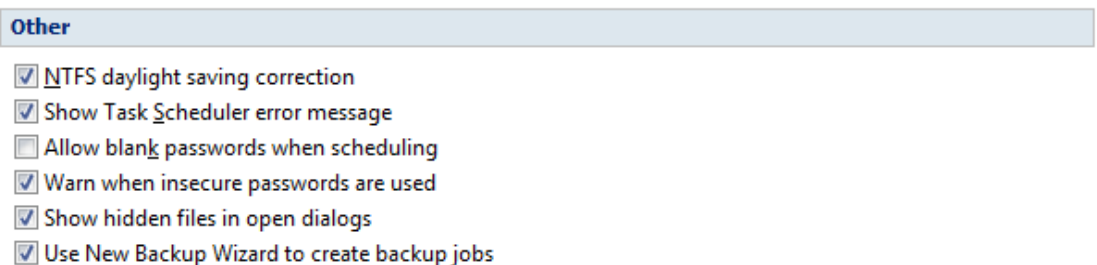 Other
NTFS daylight saving correction
Show Task Scheduler error message
Allow blank passwords when scheduling
Warn when insecure passwords are used
Show hidden files in open dialogs
Use New Backup Wizard to create backup jobs